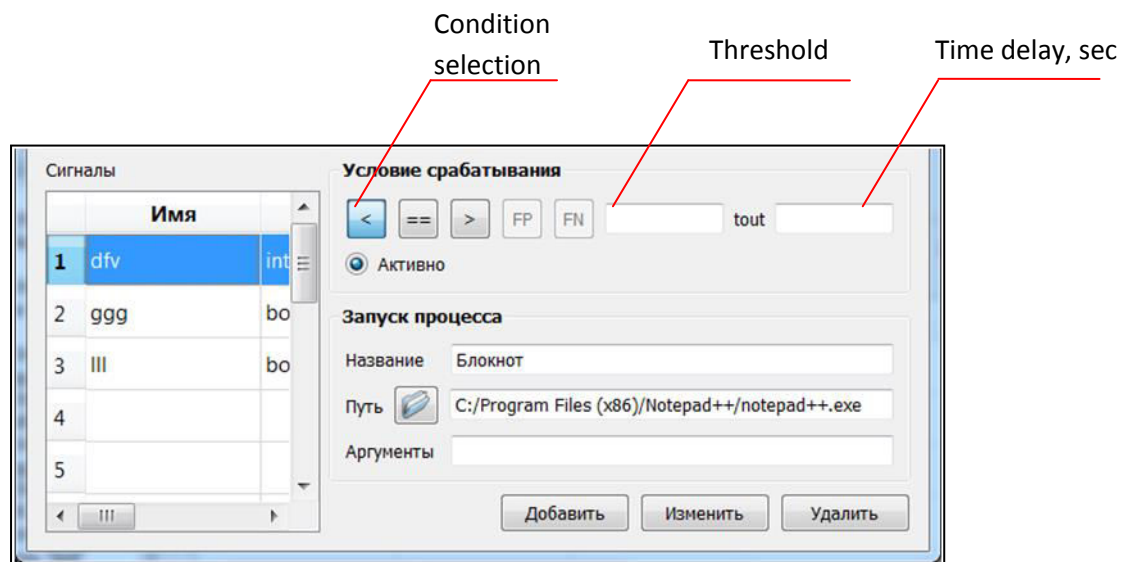 Condition
selection
Threshold
Time delay, sec
Сигналы
Имя
1 dfv int
2 ggg bo
3 lll bo
4
5
Условие срабатывания
< == > FP FN tout
Активно
Запуск процесса
Название Блокнот
Путь C:/Program Files (x86)/Notepad++/notepad++.exe
Аргументы
Добавить Изменить Удалить